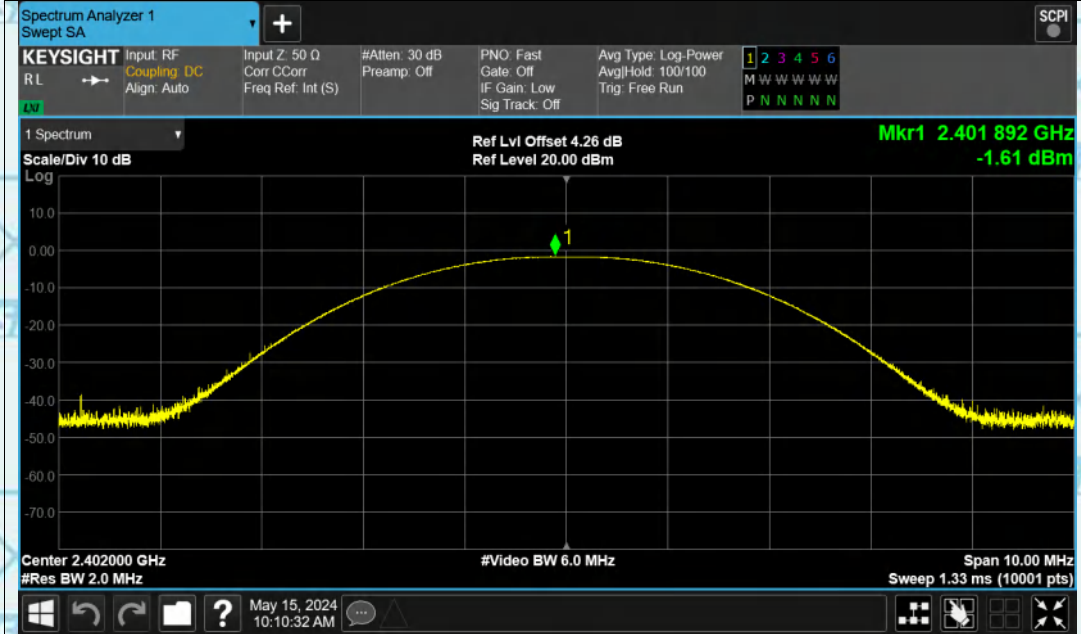 Spectrum Analyzer 1
Swept SA
+
SCPI
KEYSIGHT
R L
LXI
Input: RF
Coupling: DC
Align: Auto
Input Z: 50 Ω
Corr CCorr
Freq Ref: Int (S)
#Atten: 30 dB
Preamp: Off
PNO: Fast
Gate: Off
IF Gain: Low
Sig Track: Off
Avg Type: Log-Power
Avg|Hold: 100/100
Trig: Free Run
1 2 3 4 5 6
M W W W W W
P N N N N N
1 Spectrum
Scale/Div 10 dB
Log
Ref Lvl Offset 4.26 dB
Ref Level 20.00 dBm
Mkr1 2.401 892 GHz
-1.61 dBm
10.0
0.00
1
-10.0
-20.0
-30.0
-40.0
-50.0
-60.0
-70.0
Center 2.402000 GHz
#Res BW 2.0 MHz
#Video BW 6.0 MHz
Span 10.00 MHz
Sweep 1.33 ms (10001 pts)
?
May 15, 2024
10:10:32 AM